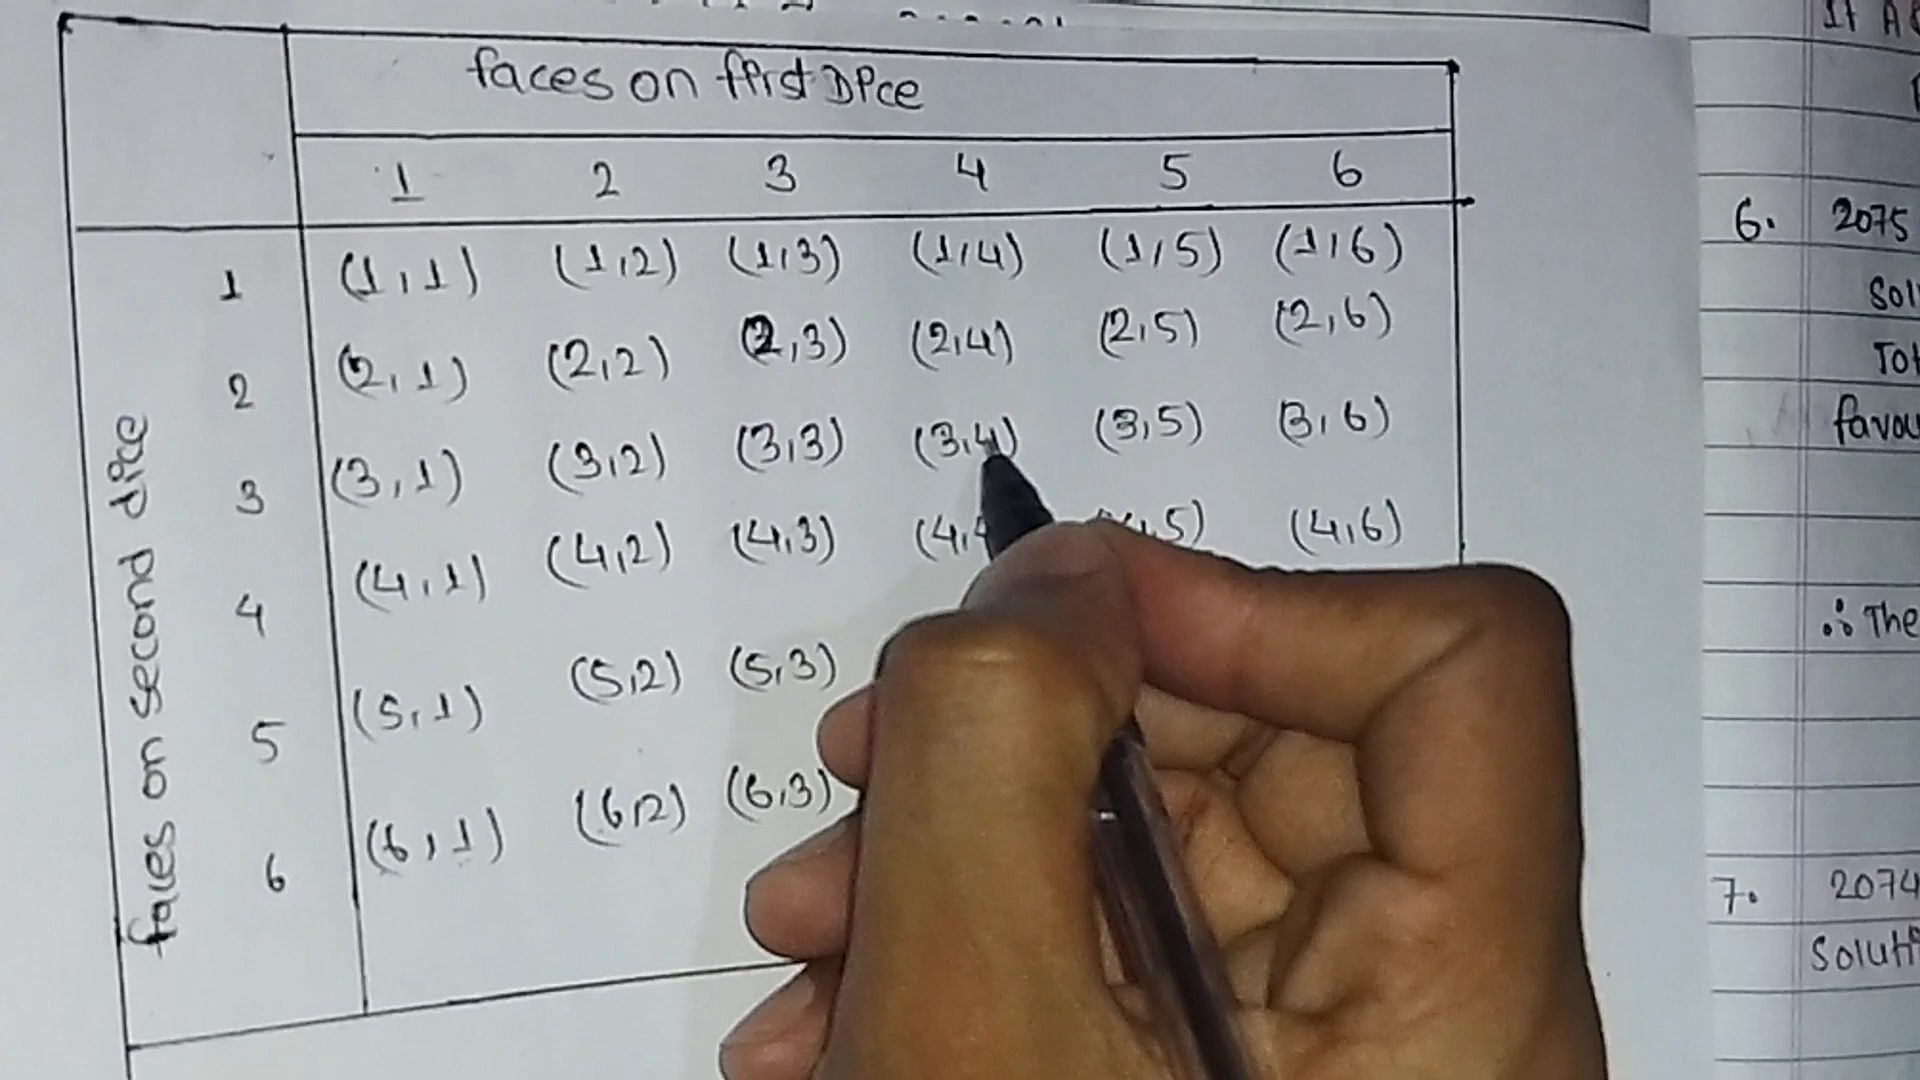 faces on first Dice
1 2 3 4 5 6
1 (1,1) (1,2) (1,3) (1,4) (1,5) (1,6)
2 (2,1) (2,2) (2,3) (2,4) (2,5) (2,6)
3 (3,1) (3,2) (3,3) (3,4) (3,5) (3,6)
4 (4,1) (4,2) (4,3) (4, ,5) (4,6)
5 (5,1) (5,2) (5,3)
6 (6,1) (6,2) (6,3)
faces on second dice
If A
6. 2075
Sol
Tot
favou
∴ The
7. 2074
Soluti